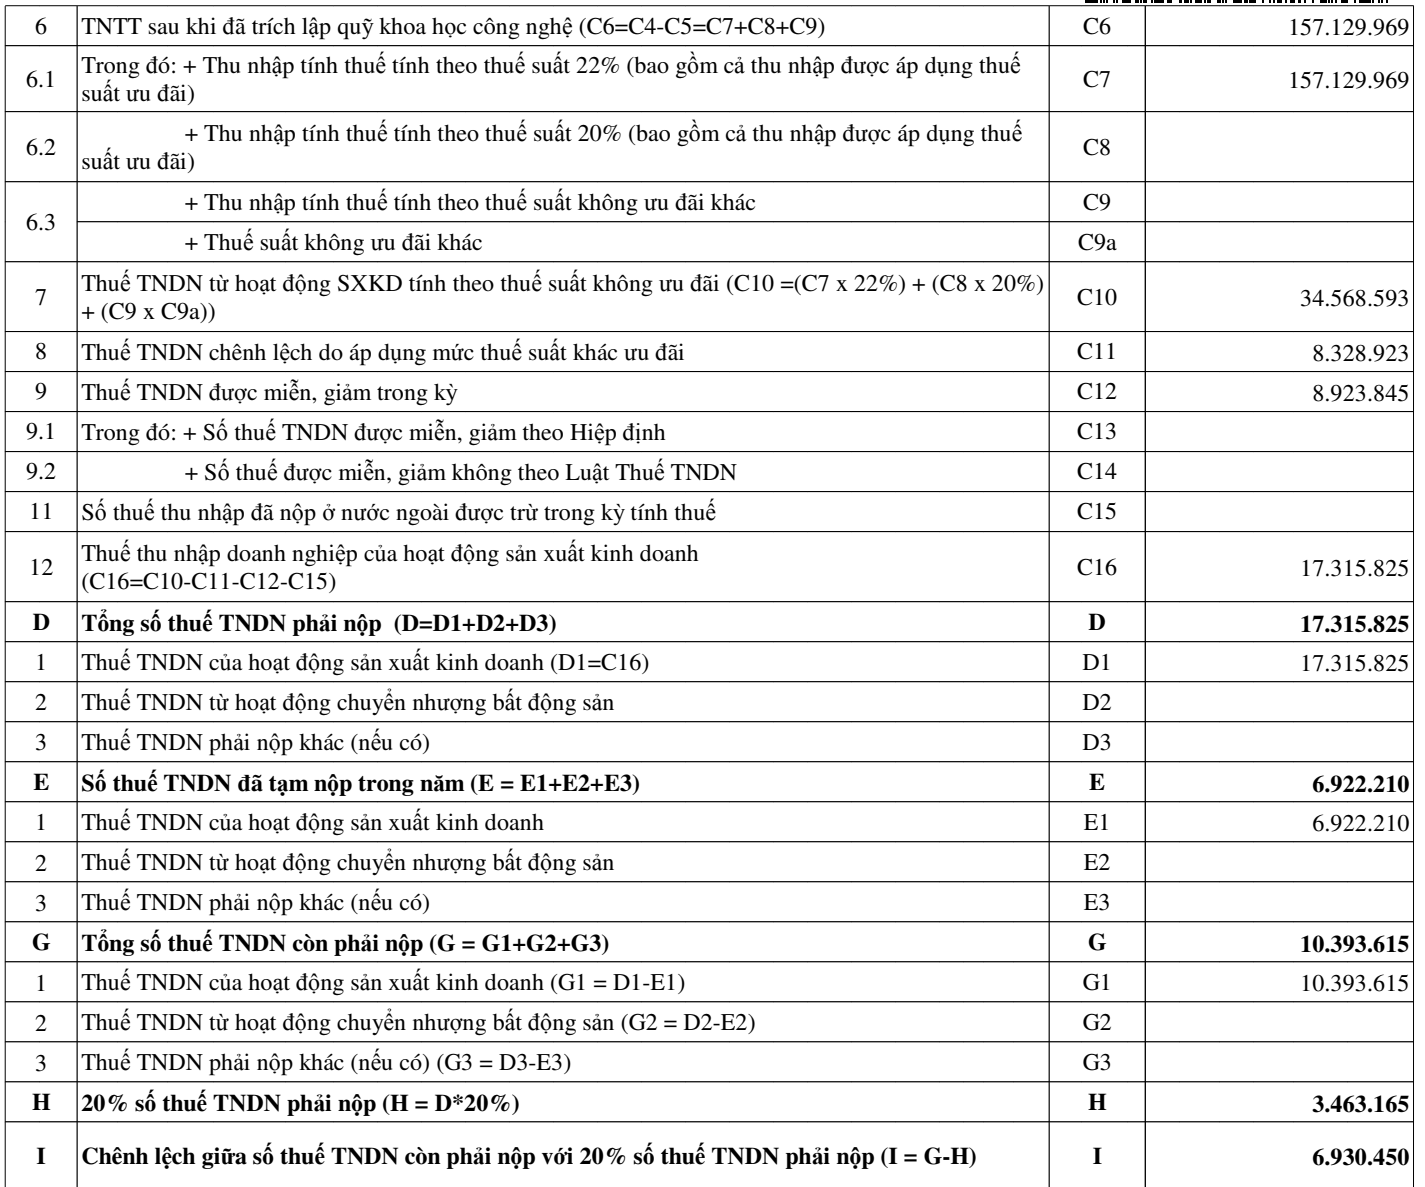 6 TNTT sau khi đã trích lập quỹ khoa học công nghệ (C6=C4-C5=C7+C8+C9) C6 157.129.969
6.1 Trong đó: + Thu nhập tính thuế tính theo thuế suất 22% (bao gồm cả thu nhập được áp dụng thuế
suất ưu đãi) C7 157.129.969
6.2 + Thu nhập tính thuế tính theo thuế suất 20% (bao gồm cả thu nhập được áp dụng thuế
suất ưu đãi) C8
6.3 + Thu nhập tính thuế tính theo thuế suất không ưu đãi khác C9
+ Thuế suất không ưu đãi khác C9a
7 Thuế TNDN từ hoạt động SXKD tính theo thuế suất không ưu đãi (C10 =(C7 x 22%) + (C8 x 20%)
+ (C9 x C9a)) C10 34.568.593
8 Thuế TNDN chênh lệch do áp dụng mức thuế suất khác ưu đãi C11 8.328.923
9 Thuế TNDN được miễn, giảm trong kỳ C12 8.923.845
9.1 Trong đó: + Số thuế TNDN được miễn, giảm theo Hiệp định C13
9.2 + Số thuế được miễn, giảm không theo Luật Thuế TNDN C14
11 Số thuế thu nhập đã nộp ở nước ngoài được trừ trong kỳ tính thuế C15
12 Thuế thu nhập doanh nghiệp của hoạt động sản xuất kinh doanh
(C16=C10-C11-C12-C15) C16 17.315.825
D Tổng số thuế TNDN phải nộp (D=D1+D2+D3) D 17.315.825
1 Thuế TNDN của hoạt động sản xuất kinh doanh (D1=C16) D1 17.315.825
2 Thuế TNDN từ hoạt động chuyển nhượng bất động sản D2
3 Thuế TNDN phải nộp khác (nếu có) D3
E Số thuế TNDN đã tạm nộp trong năm (E = E1+E2+E3) E 6.922.210
1 Thuế TNDN của hoạt động sản xuất kinh doanh E1 6.922.210
2 Thuế TNDN từ hoạt động chuyển nhượng bất động sản E2
3 Thuế TNDN phải nộp khác (nếu có) E3
G Tổng số thuế TNDN còn phải nộp (G = G1+G2+G3) G 10.393.615
1 Thuế TNDN của hoạt động sản xuất kinh doanh (G1 = D1-E1) G1 10.393.615
2 Thuế TNDN từ hoạt động chuyển nhượng bất động sản (G2 = D2-E2) G2
3 Thuế TNDN phải nộp khác (nếu có) (G3 = D3-E3) G3
H 20% số thuế TNDN phải nộp (H = D*20%) H 3.463.165
I Chênh lệch giữa số thuế TNDN còn phải nộp với 20% số thuế TNDN phải nộp (I = G-H) I 6.930.450